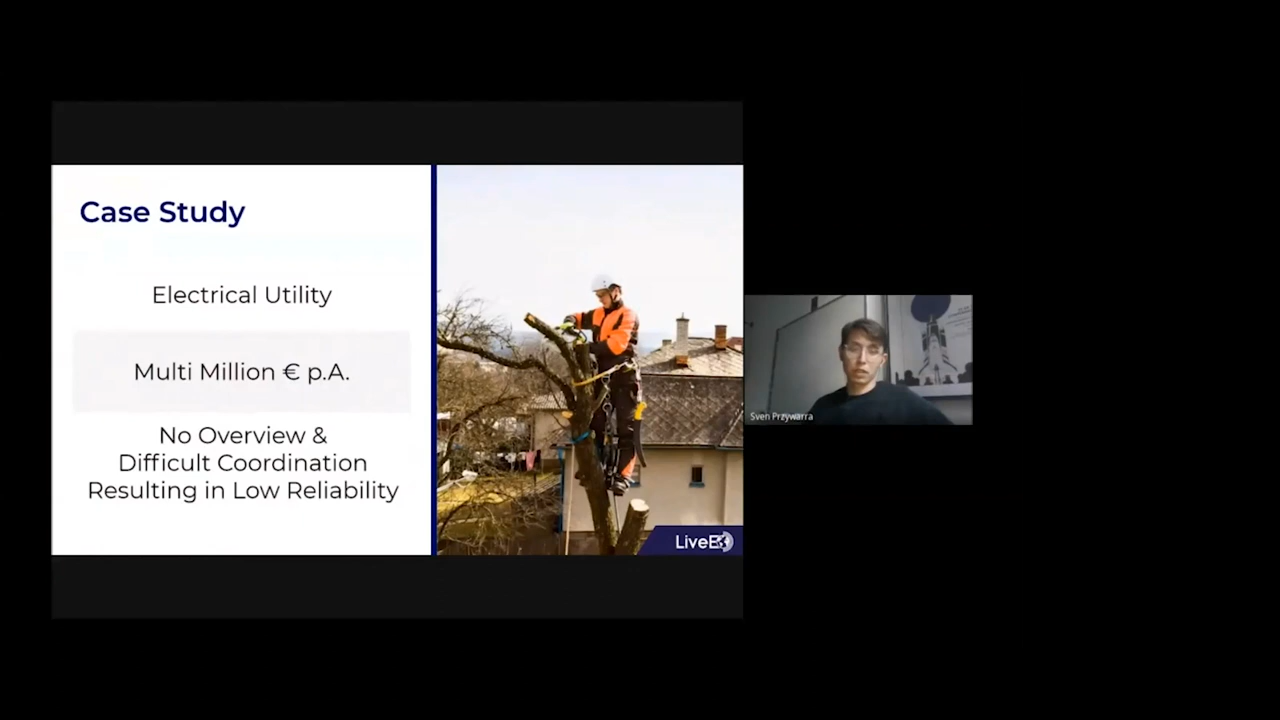 Case Study
Electrical Utility
Multi Million € p.A.
No Overview &
Difficult Coordination
Resulting in Low Reliability
LiveEO
Sven Przywarra